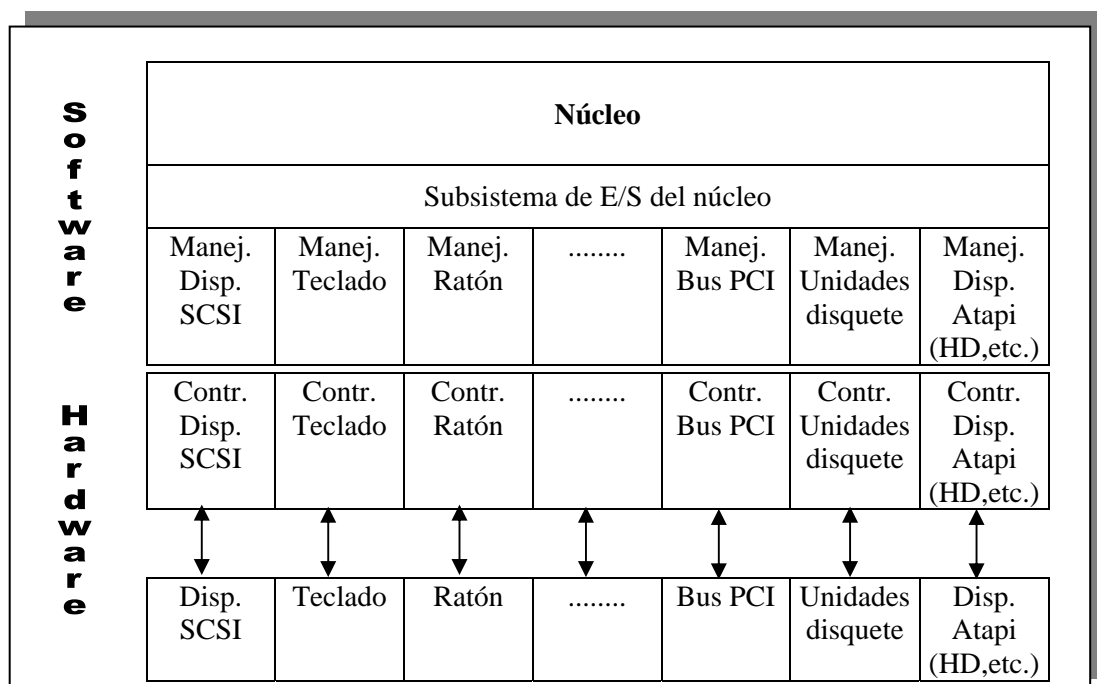 Software
Núcleo
Subsistema de E/S del núcleo
Manej. Disp. SCSI
Manej. Teclado
Manej. Ratón
........
Manej. Bus PCI
Manej. Unidades disquete
Manej. Disp. Atapi (HD,etc.)
Hardware
Contr. Disp. SCSI
Contr. Teclado
Contr. Ratón
........
Contr. Bus PCI
Contr. Unidades disquete
Contr. Disp. Atapi (HD,etc.)
Disp. SCSI
Teclado
Ratón
........
Bus PCI
Unidades disquete
Disp. Atapi (HD,etc.)